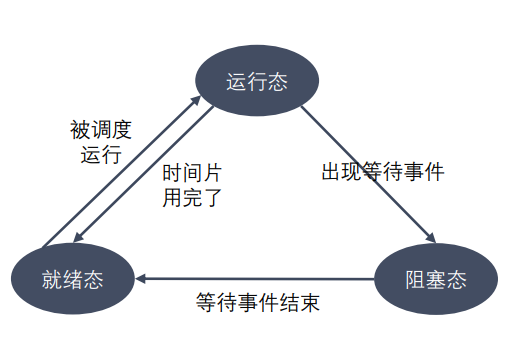 运行态
被调度
运行
时间片
用完了
出现等待事件
就绪态
阻塞态
等待事件结束